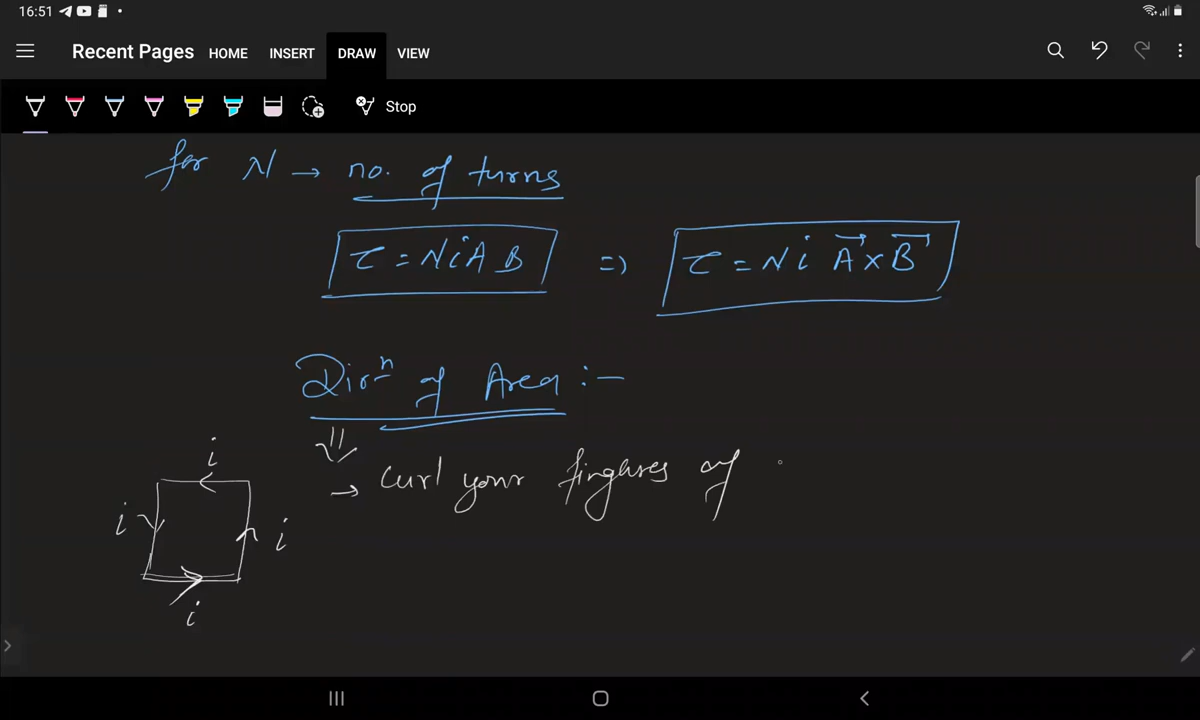 16:51
Recent Pages HOME INSERT DRAW VIEW
Stop
for N → no. of turns
τ = NiAB ⇒ τ = Ni A⃗ × B⃗
Dirⁿ of Area :-
→ Curl your finghres of
i
i
i
i